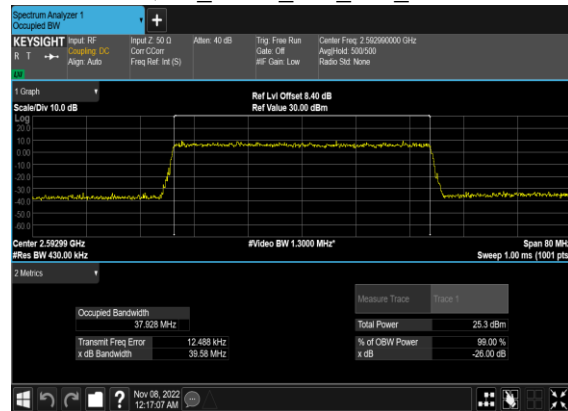 Spectrum Analyzer 1
Occupied BW
KEYSIGHT Input: RF Input Z: 50 Ω Atten: 40 dB Trig: Free Run Center Freq: 2.592990000 GHz
Coupling: DC Corr CCorr Gate: Off Avg|Hold: 500/500
R T Align: Auto Freq Ref: Int (S) #IF Gain: Low Radio Std: None
LXI
1 Graph
Ref Lvl Offset 8.40 dB
Scale/Div 10.0 dB Ref Value 30.00 dBm
Log
20.0
10.0
0.00
-10.0
-20.0
-30.0
-40.0
-50.0
-60.0
Center 2.59299 GHz #Video BW 1.3000 MHz* Span 80 MHz
#Res BW 430.00 kHz Sweep 1.00 ms (1001 pts
2 Metrics
Measure Trace Trace 1
Occupied Bandwidth
37.928 MHz Total Power 25.3 dBm
Transmit Freq Error 12.488 kHz % of OBW Power 99.00 %
x dB Bandwidth 39.58 MHz x dB -26.00 dB
? Nov 08, 2022
12:17:07 AM